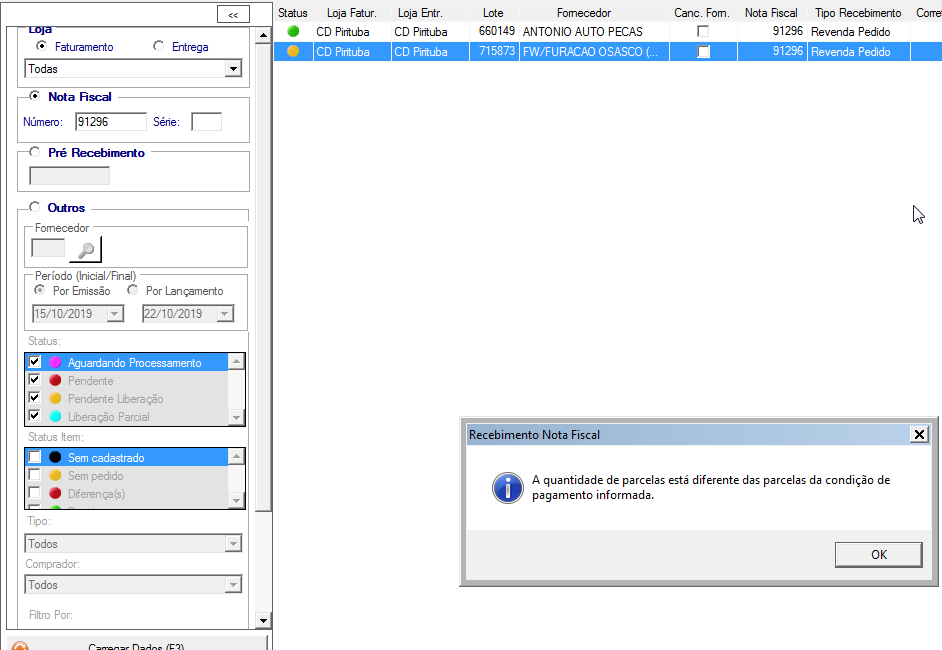 <<
Loja
Faturamento Entrega
Todas
Nota Fiscal
Número: 91296 Série:
Pré Recebimento
Outros
Fornecedor
Período (Inicial/Final)
Por Emissão Por Lançamento
15/10/2019 22/10/2019
Status:
Aguardando Processamento
Pendente
Pendente Liberação
Liberação Parcial
Status Item:
Sem cadastrado
Sem pedido
Diferença(s)
Tipo:
Todos
Comprador:
Todos
Filtro Por:
Carregar Dados (F3)
Status Loja Fatur. Loja Entr. Lote Fornecedor Canc. Forn. Nota Fiscal Tipo Recebimento Corre
CD Pirituba CD Pirituba 660149 ANTONIO AUTO PECAS 91296 Revenda Pedido
CD Pirituba CD Pirituba 715873 FW/FURACAO OSASCO (... 91296 Revenda Pedido
Recebimento Nota Fiscal
A quantidade de parcelas está diferente das parcelas da condição de
pagamento informada.
OK